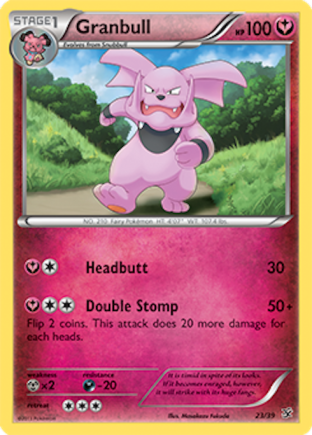 STAGE1
Granbull
HP100
Evolves from Snubbull
NO. 210 Fairy Pokémon HT: 4'07" WT: 107.4 lbs.
Headbutt 30
Double Stomp 50+
Flip 2 coins. This attack does 20 more damage for
each heads.
weakness
×2
resistance
-20
It is timid in spite of its looks.
If it becomes enraged, however,
it will strike with its huge fangs.
retreat
Illus. Masakazu Fukuda
23/39